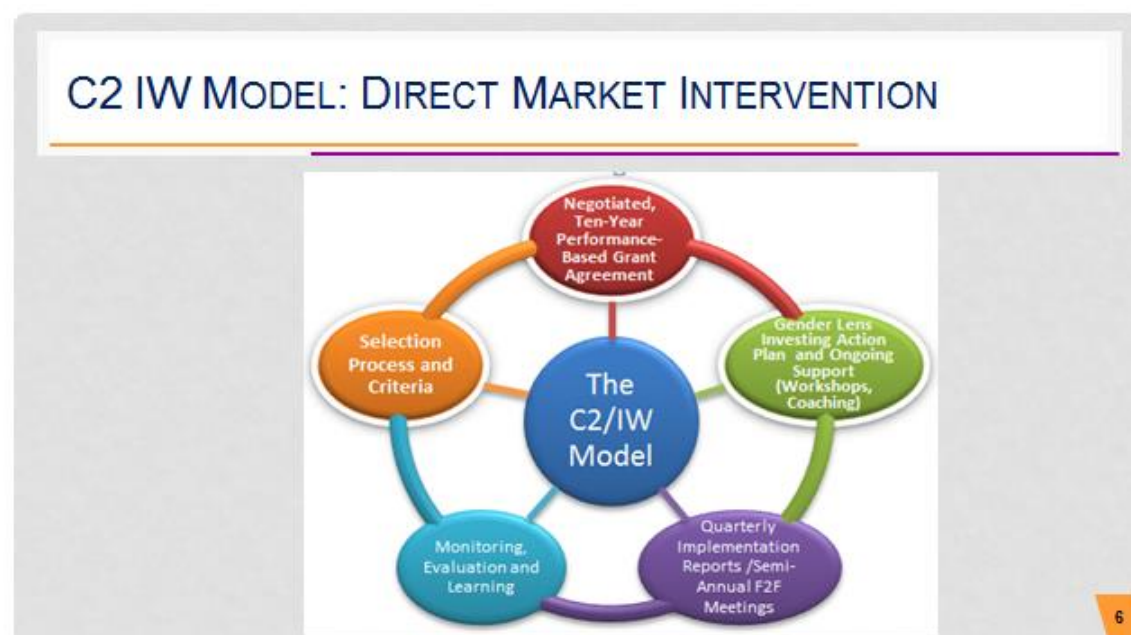 C2 IW MODEL: DIRECT MARKET INTERVENTION
Negotiated,
Ten-Year
Performance-
Based Grant
Agreement
Gender Lens
Investing Action
Plan and Ongoing
Support
(Workshops,
Coaching)
Selection
Process and
Criteria
The
C2/IW
Model
Monitoring,
Evaluation and
Learning
Quarterly
Implementation
Reports /Semi-
Annual F2F
Meetings
6